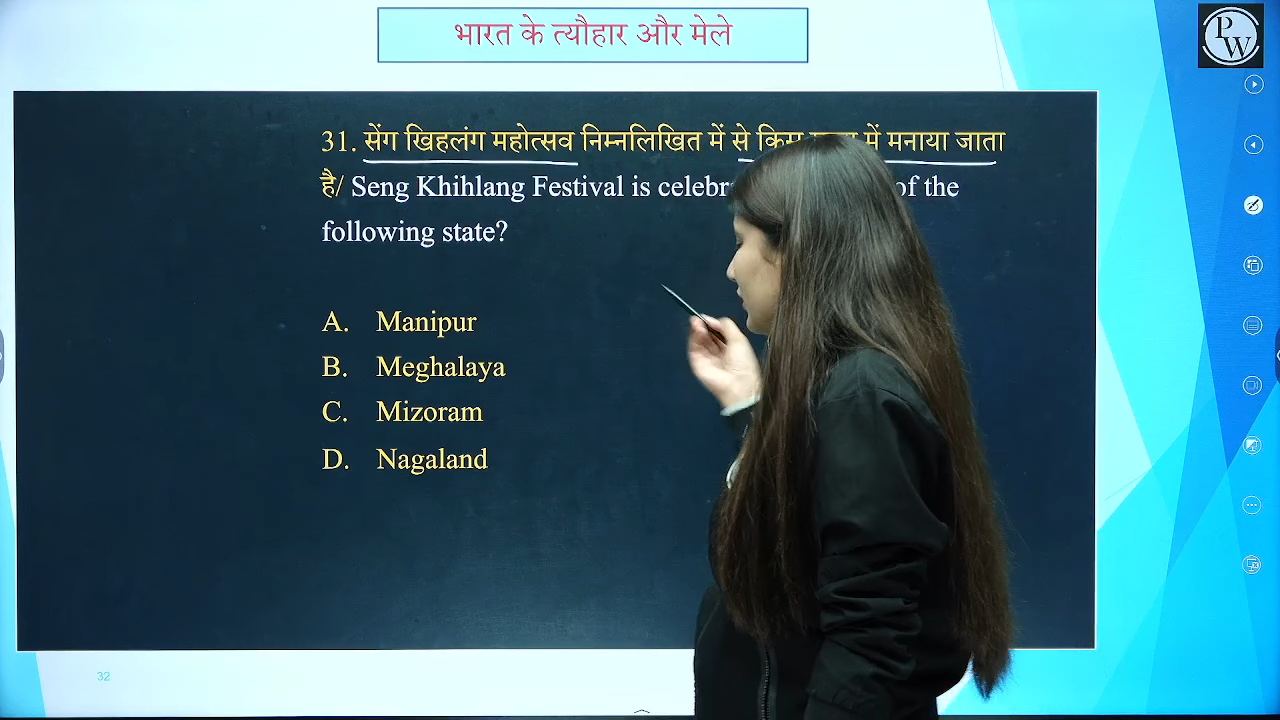 भारत के त्यौहार और मेले
P
W
31. सेंग खिहलंग महोत्सव निम्नलिखित में से किस में मनाया जाता
है/ Seng Khihlang Festival is of the
following state?
A. Manipur
B. Meghalaya
C. Mizoram
D. Nagaland
32